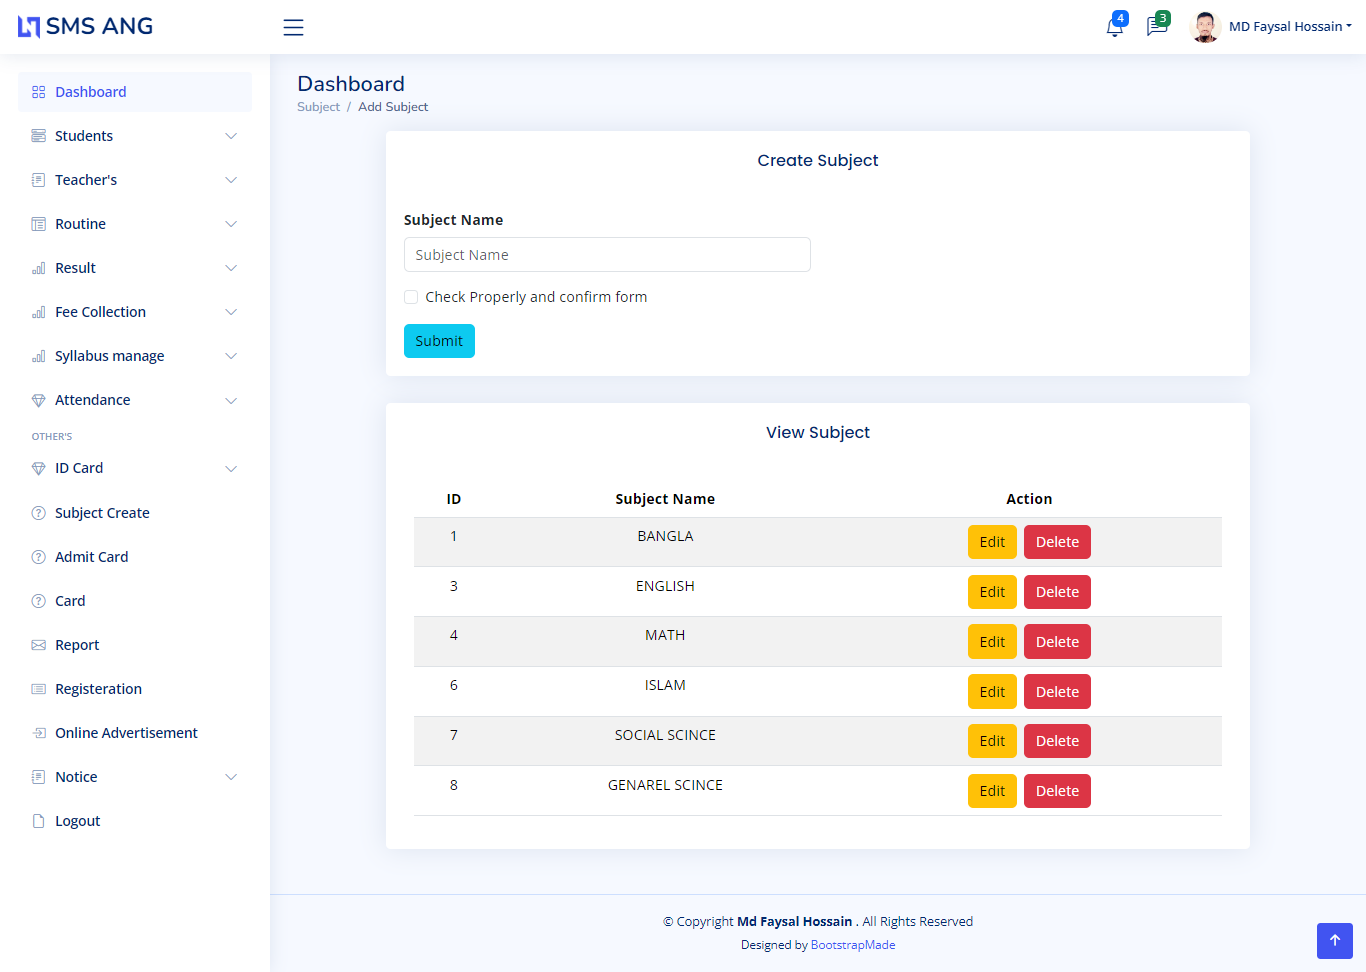 SMS ANG
4
3
MD Faysal Hossain
Dashboard
Students
Teacher's
Routine
Result
Fee Collection
Syllabus manage
Attendance
OTHER'S
ID Card
Subject Create
Admit Card
Card
Report
Registeration
Online Advertisement
Notice
Logout
Dashboard
Subject / Add Subject
Create Subject
Subject Name
Subject Name
Check Properly and confirm form
Submit
View Subject
ID Subject Name Action
1 BANGLA Edit Delete
3 ENGLISH Edit Delete
4 MATH Edit Delete
6 ISLAM Edit Delete
7 SOCIAL SCINCE Edit Delete
8 GENAREL SCINCE Edit Delete
© Copyright Md Faysal Hossain . All Rights Reserved
Designed by BootstrapMade